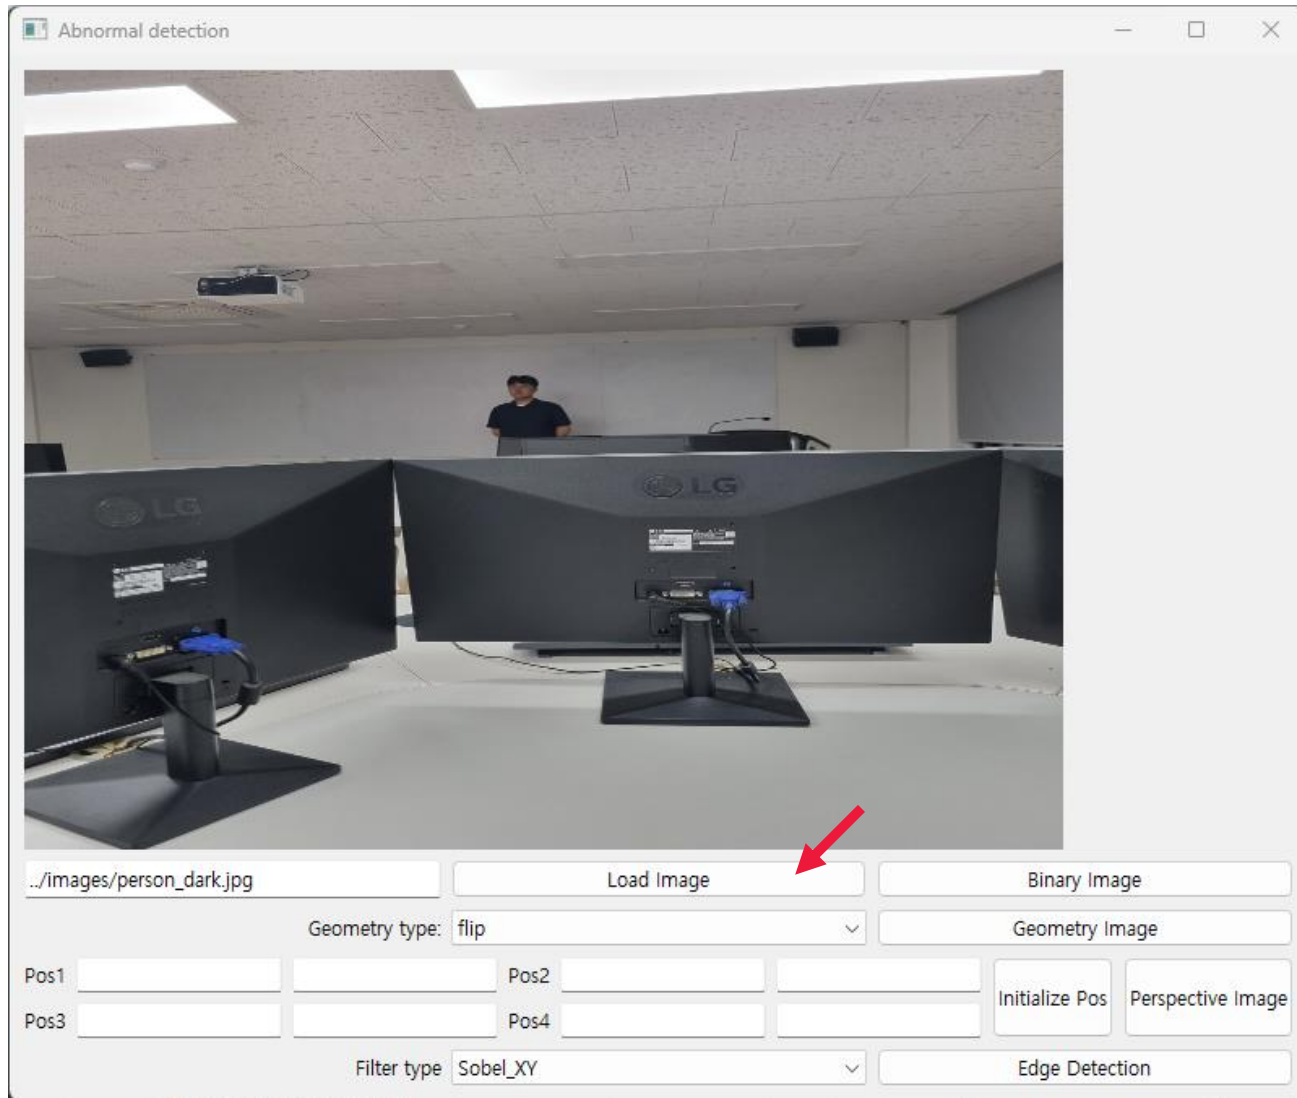 Abnormal detection
LG
LG
../images/person_dark.jpg
Load Image
Binary Image
Geometry type:
flip
Geometry Image
Pos1
Pos2
Initialize Pos
Perspective Image
Pos3
Pos4
Filter type
Sobel_XY
Edge Detection